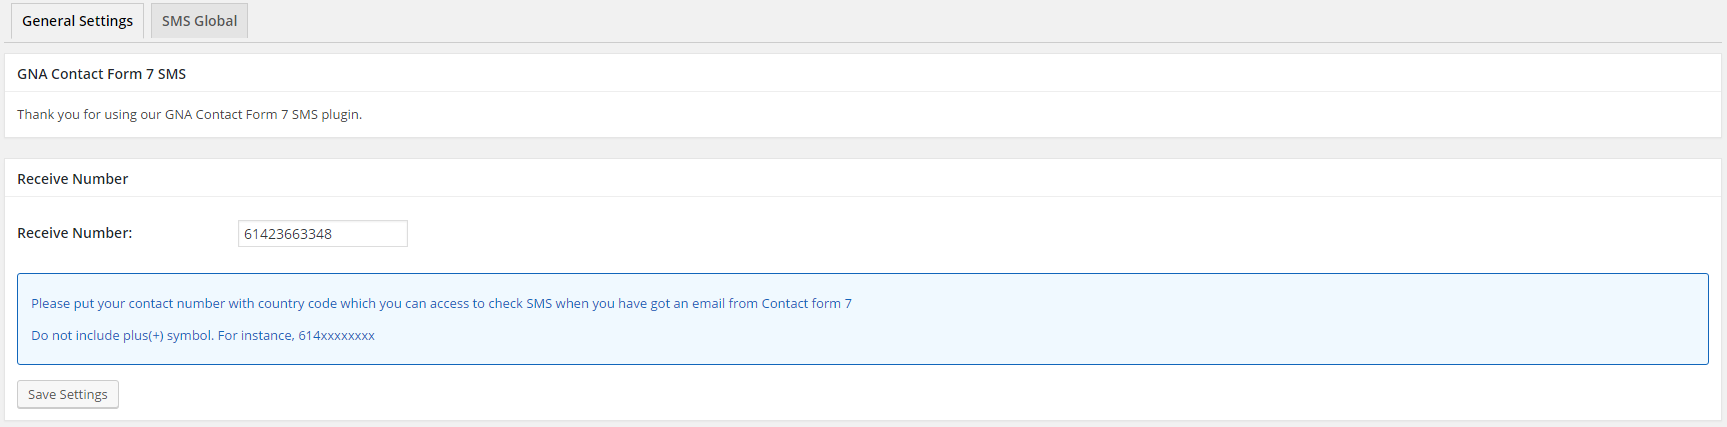 General Settings SMS Global
GNA Contact Form 7 SMS
Thank you for using our GNA Contact Form 7 SMS plugin.
Receive Number
Receive Number: 61423663348
Please put your contact number with country code which you can access to check SMS when you have got an email from Contact form 7
Do not include plus(+) symbol. For instance, 614xxxxxxxx
Save Settings